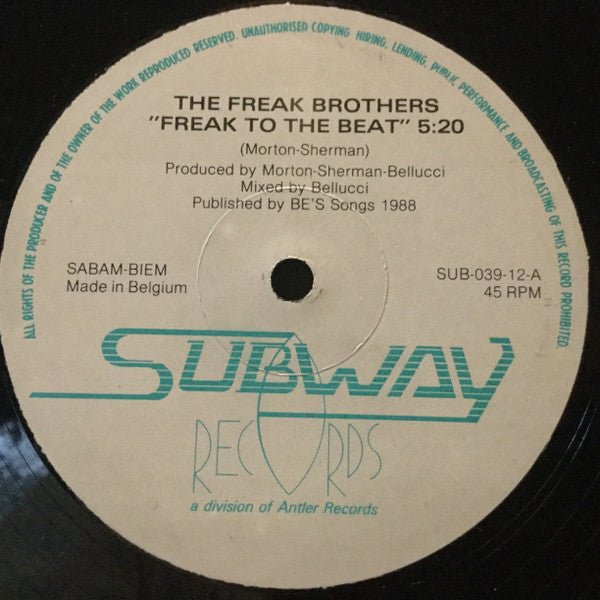 ALL RIGHTS OF THE PRODUCER AND OF THE OWNER OF THE WORK REPRODUCED RESERVED. UNAUTHORISED COPYING HIRING, LENDING, PUBLIC PERFORMANCE AND BROADCASTING OF THIS RECORD PROHIBITED.
THE FREAK BROTHERS
"FREAK TO THE BEAT" 5:20
(Morton-Sherman)
Produced by Morton-Sherman-Bellucci
Mixed by Bellucci
Published by BE'S Songs 1988
SABAM-BIEM
Made in Belgium
SUB-039-12-A
45 RPM
SUBWAY
RECORDS
a division of Antler Records